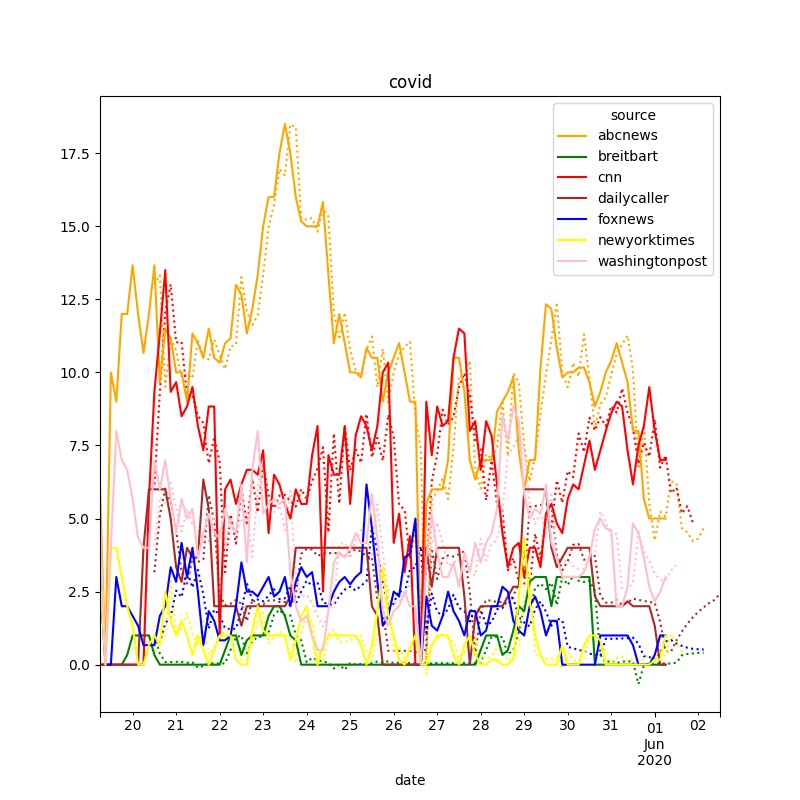 covid
source
abcnews
breitbart
cnn
dailycaller
foxnews
newyorktimes
washingtonpost
17.5
15.0
12.5
10.0
7.5
5.0
2.5
0.0
20 21 22 23 24 25 26 27 28 29 30 31 01 02
Jun
2020
date